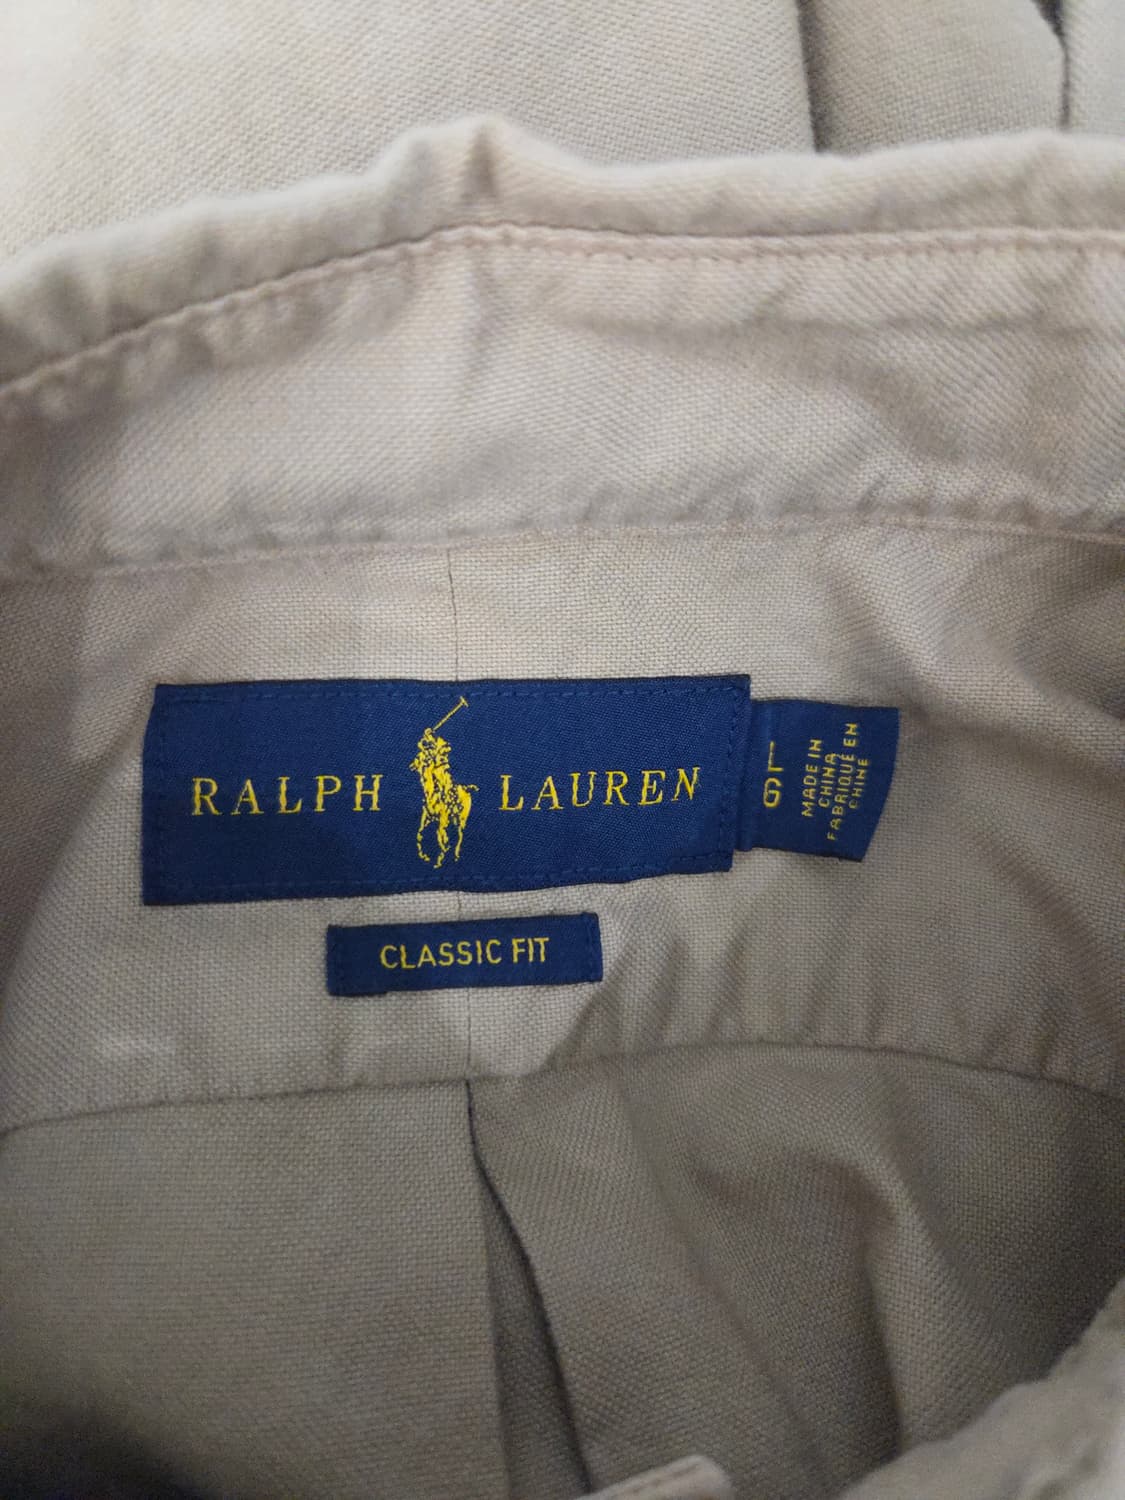 RALPH LAUREN
L
G
MADE IN
CHINA
FABRIQUÉ EN
CHINE
CLASSIC FIT